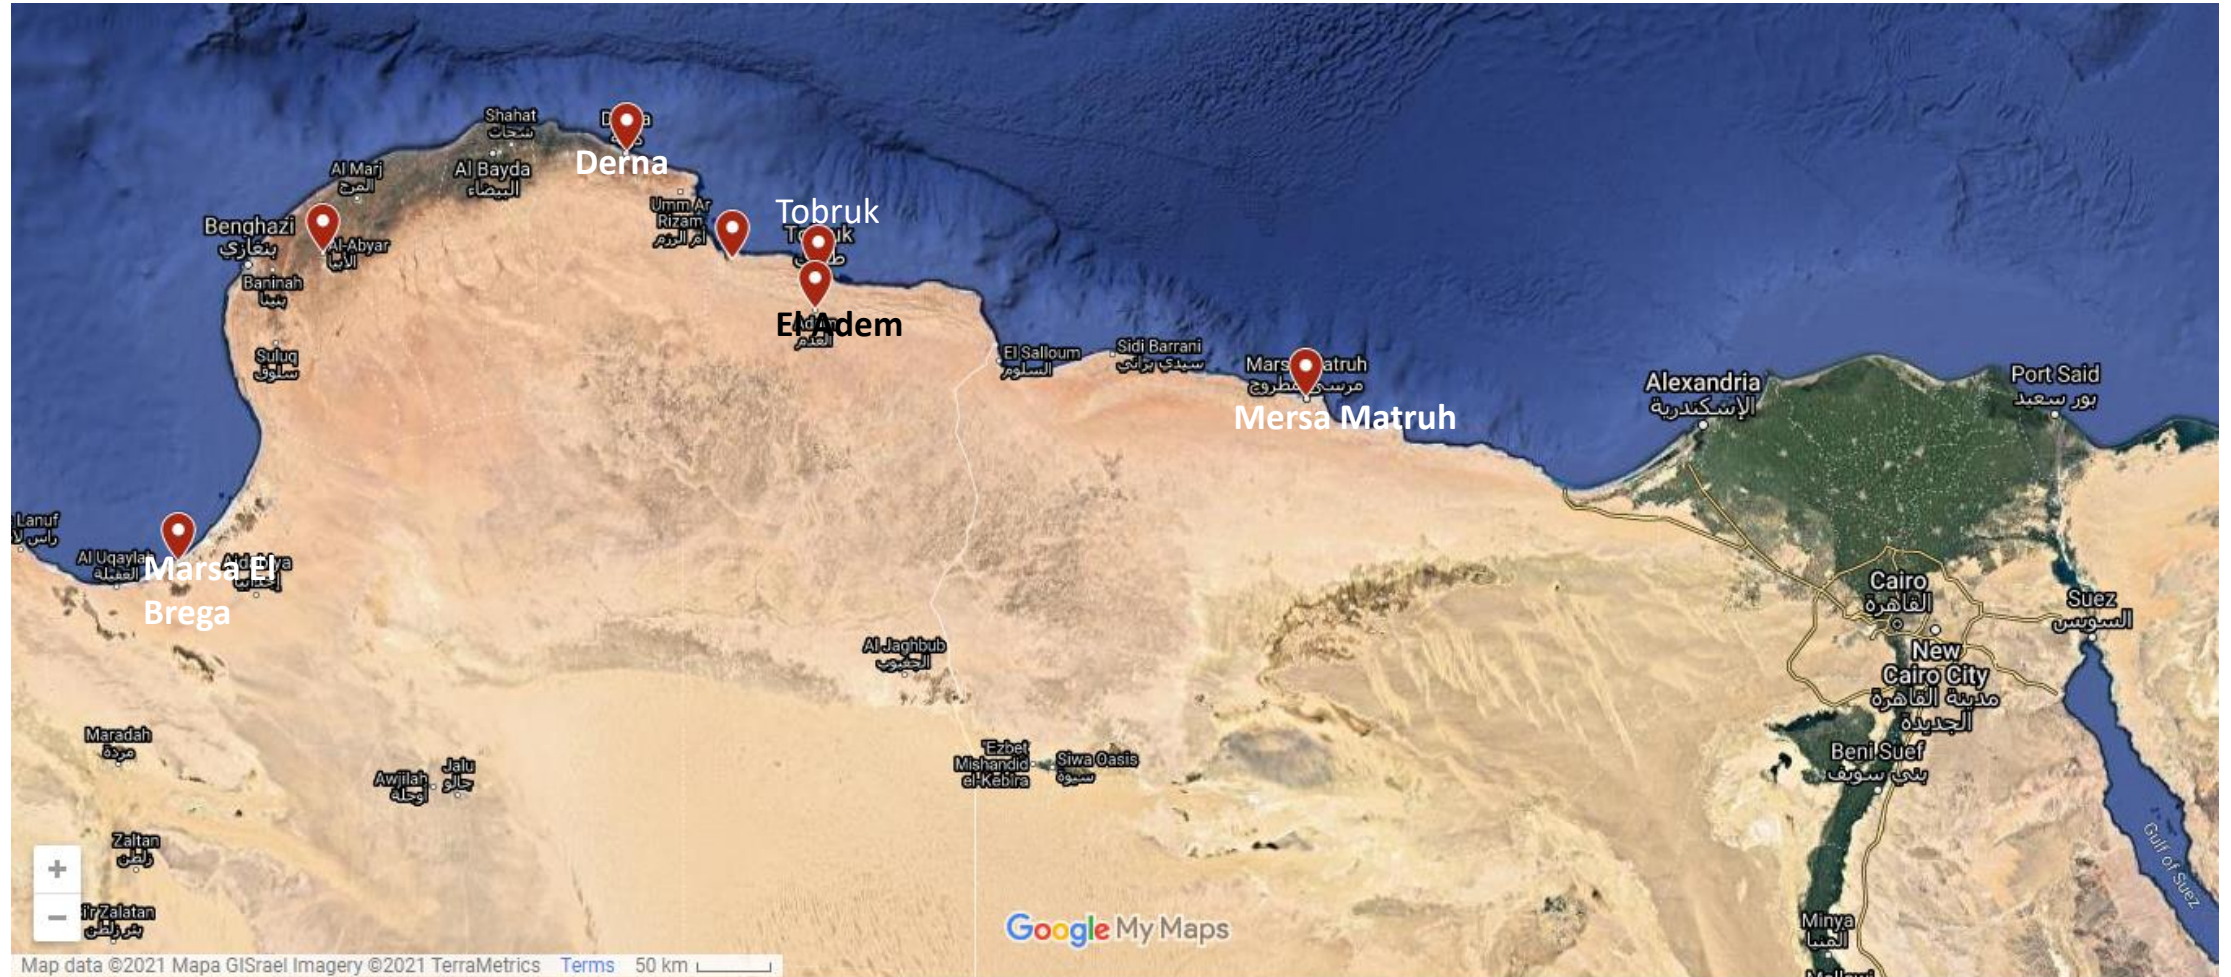 Shahat
شحات
Derna
Al Marj
المرج
Al Bayda
البيضاء
Umm Ar
Rizam
أم الرزم
Tobruk
Benghazi
بنغازي
Al-Abyar
الأبيار
Baninah
بنينا
El Adem
العدم
Suluq
سلوق
El Salloum
السلوم
Sidi Barrani
سيدي براني
Mersa Matruh
Alexandria
الإسكندرية
Port Said
بور سعيد
Lanuf
Al Uqaylah
العقيلة
Marsa El
Brega
Cairo
القاهرة
Suez
السويس
New
Cairo City
مدينة القاهرة
الجديدة
Al Jaghbub
الجغبوب
Maradah
مردة
Awjilah
أوجلة
Jalu
جالو
'Ezbet
Mishandid
el-Kebira
Siwa Oasis
سيوة
Beni Suef
بني سويف
Zaltan
زلطن
Zalatan
بئر زلطن
Gulf of Suez
Minya
المنيا
+
−
Google My Maps
Map data ©2021 Mapa GISrael Imagery ©2021 TerraMetrics Terms 50 km